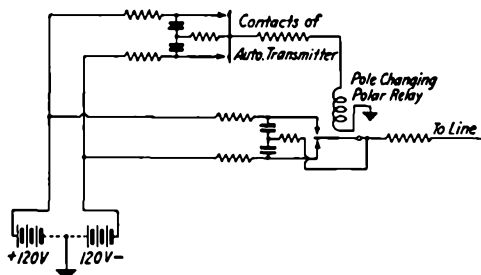 Contacts of
Auto. Transmitter
Pole Changing
Polar Relay
To Line
+120V 120V-